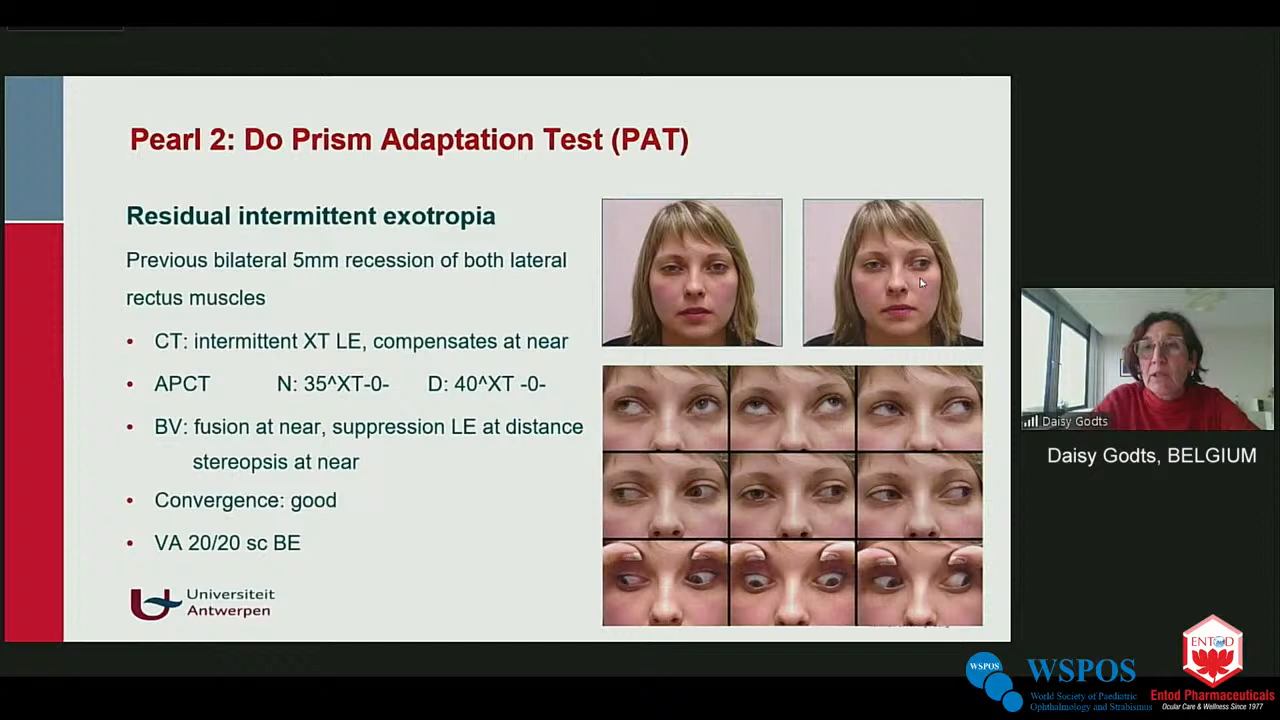 Pearl 2: Do Prism Adaptation Test (PAT)
Residual intermittent exotropia
Previous bilateral 5mm recession of both lateral
rectus muscles
• CT: intermittent XT LE, compensates at near
• APCT N: 35^XT-0- D: 40^XT -0-
• BV: fusion at near, suppression LE at distance
stereopsis at near
• Convergence: good
• VA 20/20 sc BE
Universiteit
Antwerpen
Daisy Godts
Daisy Godts, BELGIUM
WSPOS
WSPOS
World Society of Paediatric
Ophthalmology and Strabismus
ENTOD
Entod Pharmaceuticals
Ocular Care & Wellness Since 1977